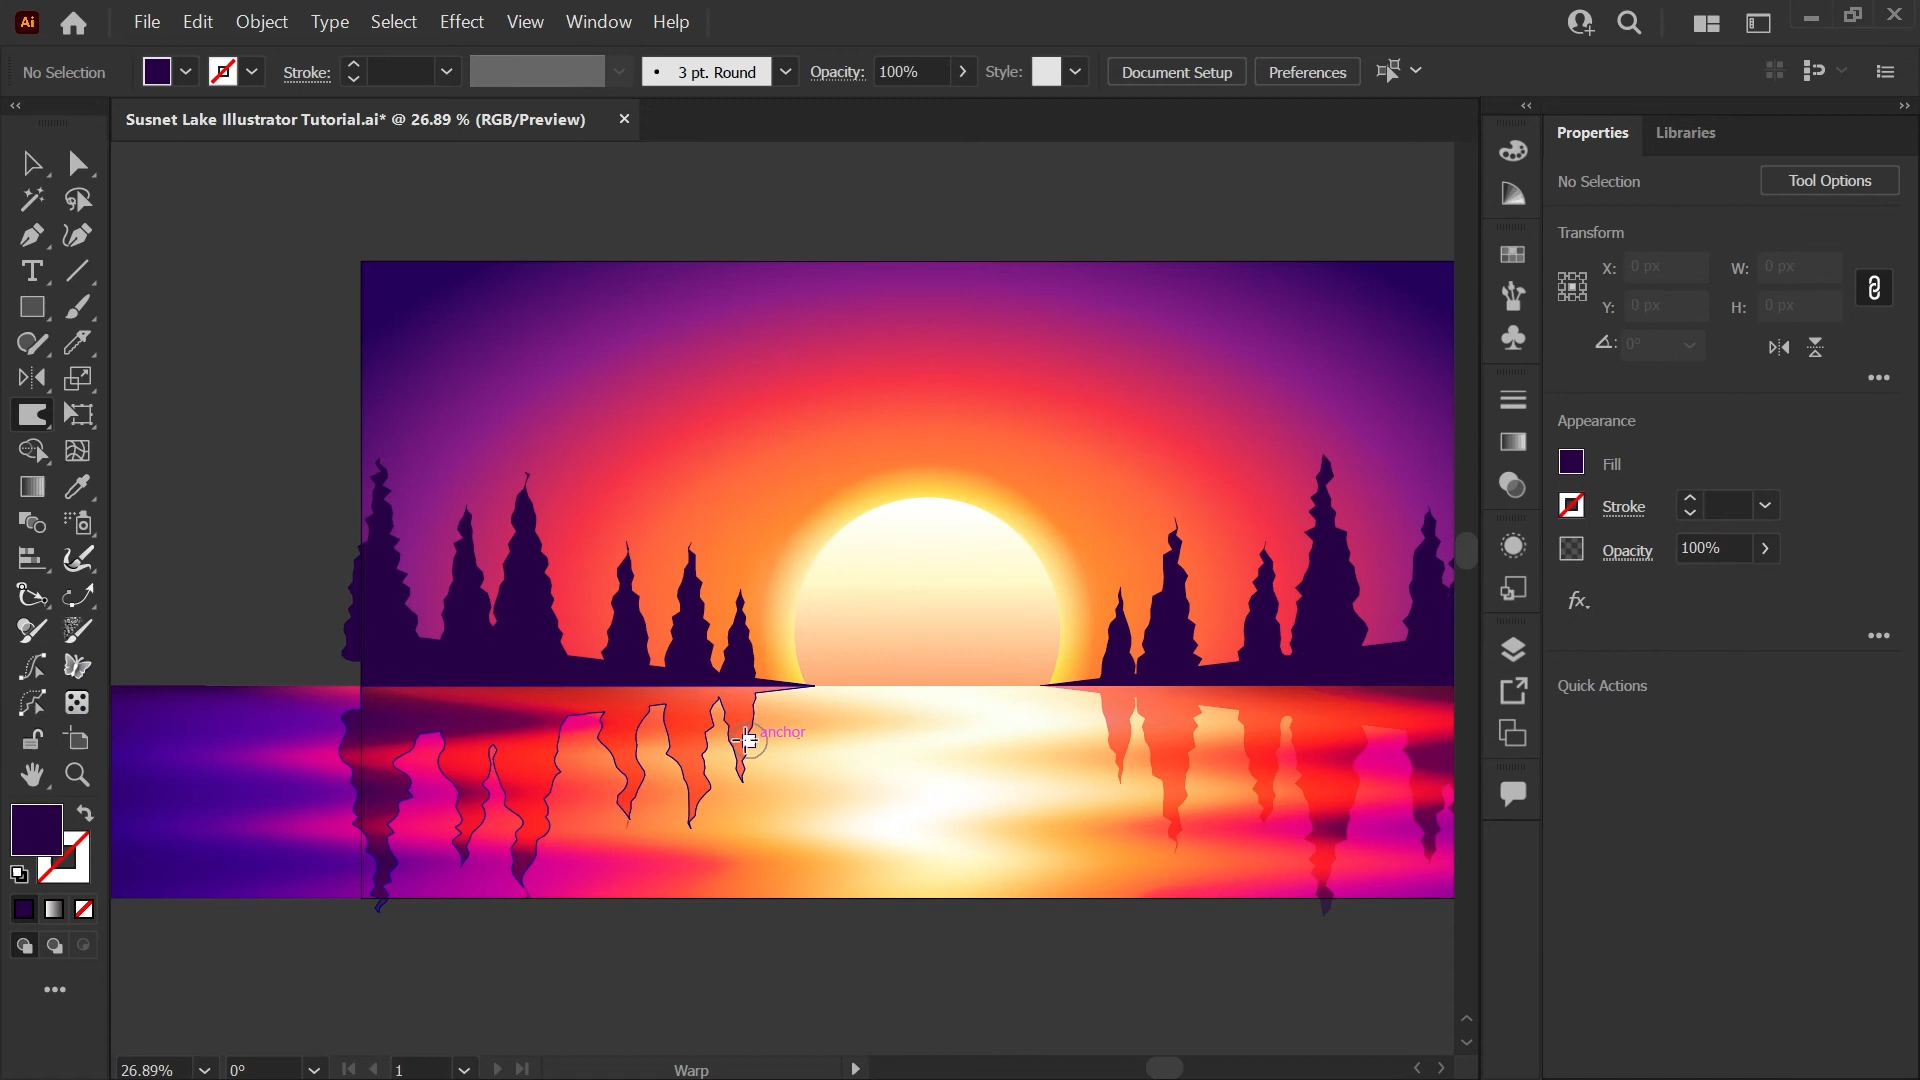 Ai File Edit Object Type Select Effect View Window Help
No Selection Stroke: 3 pt. Round Opacity: 100% Style: Document Setup Preferences
Susnet Lake Illustrator Tutorial.ai* @ 26.89 % (RGB/Preview)
Properties Libraries
No Selection Tool Options
Transform
X: 0 px W: 0 px
Y: 0 px H: 0 px
0°
Appearance
Fill
Stroke
Opacity 100%
fx
Quick Actions
anchor
26.89% 0° 1 Warp